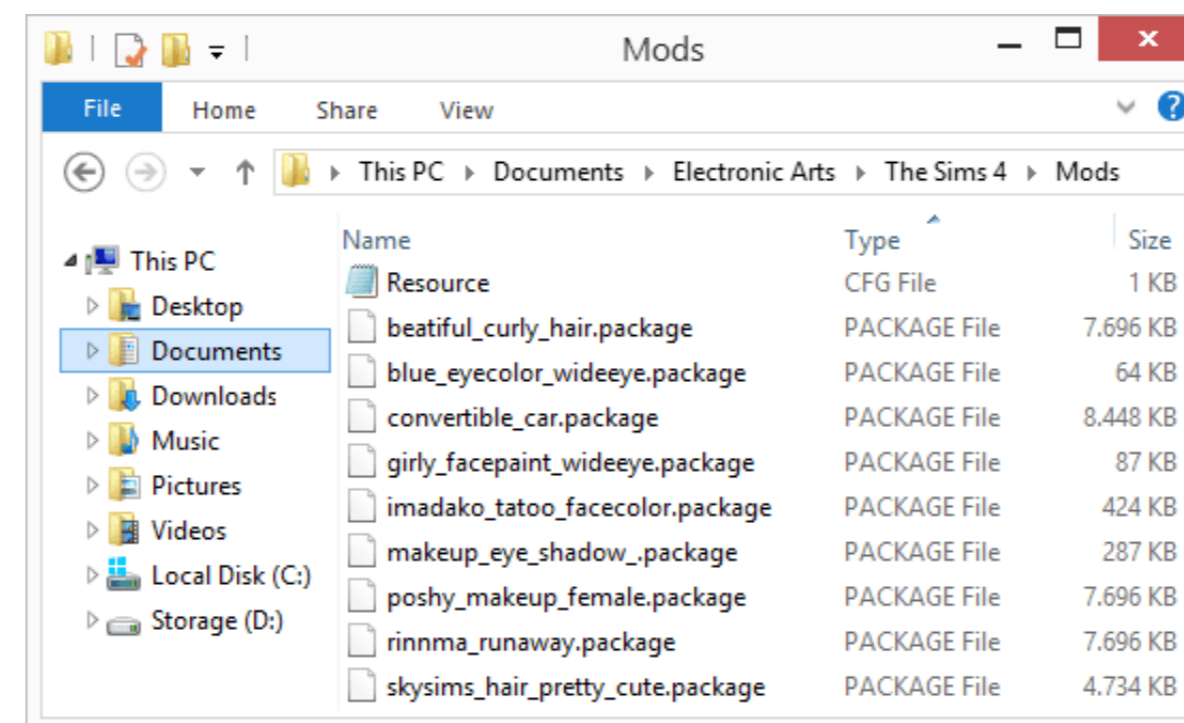 Mods
File Home Share View
This PC Documents Electronic Arts The Sims 4 Mods
Name Type Size
This PC
Desktop
Documents
Downloads
Music
Pictures
Videos
Local Disk (C:)
Storage (D:)
Resource CFG File 1 KB
beatiful_curly_hair.package PACKAGE File 7.696 KB
blue_eyecolor_wideeye.package PACKAGE File 64 KB
convertible_car.package PACKAGE File 8.448 KB
girly_facepaint_wideeye.package PACKAGE File 87 KB
imadako_tatoo_facecolor.package PACKAGE File 424 KB
makeup_eye_shadow_.package PACKAGE File 287 KB
poshy_makeup_female.package PACKAGE File 7.696 KB
rinnma_runaway.package PACKAGE File 7.696 KB
skysims_hair_pretty_cute.package PACKAGE File 4.734 KB